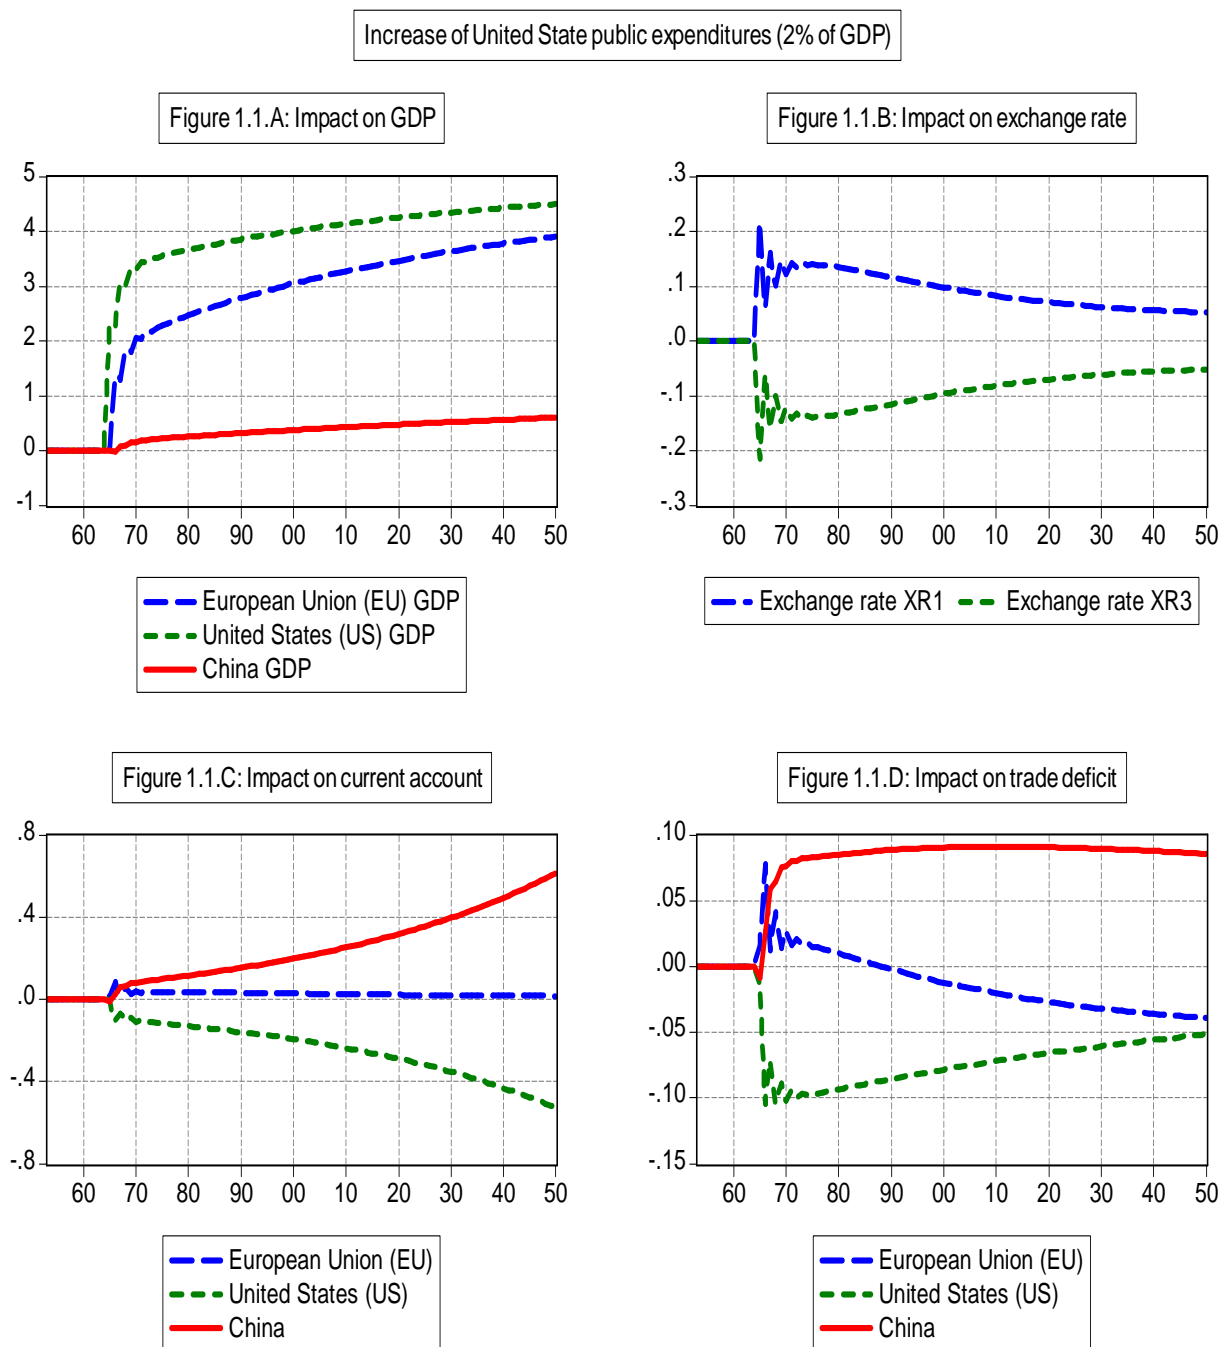 Increase of United State public expenditures (2% of GDP)
Figure 1.1.A: Impact on GDP
5
4
3
2
1
0
-1
60 70 80 90 00 10 20 30 40 50
European Union (EU) GDP
United States (US) GDP
China GDP
Figure 1.1.B: Impact on exchange rate
.3
.2
.1
.0
-.1
-.2
-.3
60 70 80 90 00 10 20 30 40 50
Exchange rate XR1 Exchange rate XR3
Figure 1.1.C: Impact on current account
.8
.4
.0
-.4
-.8
60 70 80 90 00 10 20 30 40 50
European Union (EU)
United States (US)
China
Figure 1.1.D: Impact on trade deficit
.10
.05
.00
-.05
-.10
-.15
60 70 80 90 00 10 20 30 40 50
European Union (EU)
United States (US)
China